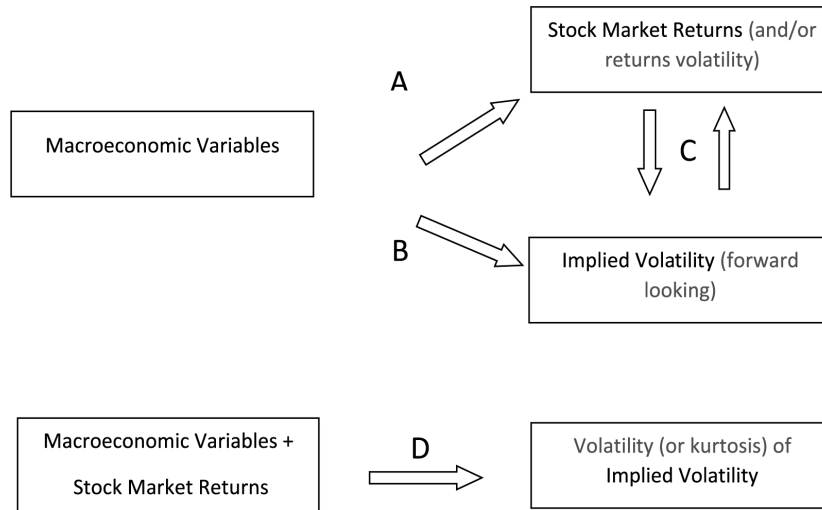 Stock Market Returns (and/or
returns volatility)
A
Macroeconomic Variables
C
B
Implied Volatility (forward
looking)
Macroeconomic Variables +
Stock Market Returns
D
Volatility (or kurtosis) of
Implied Volatility